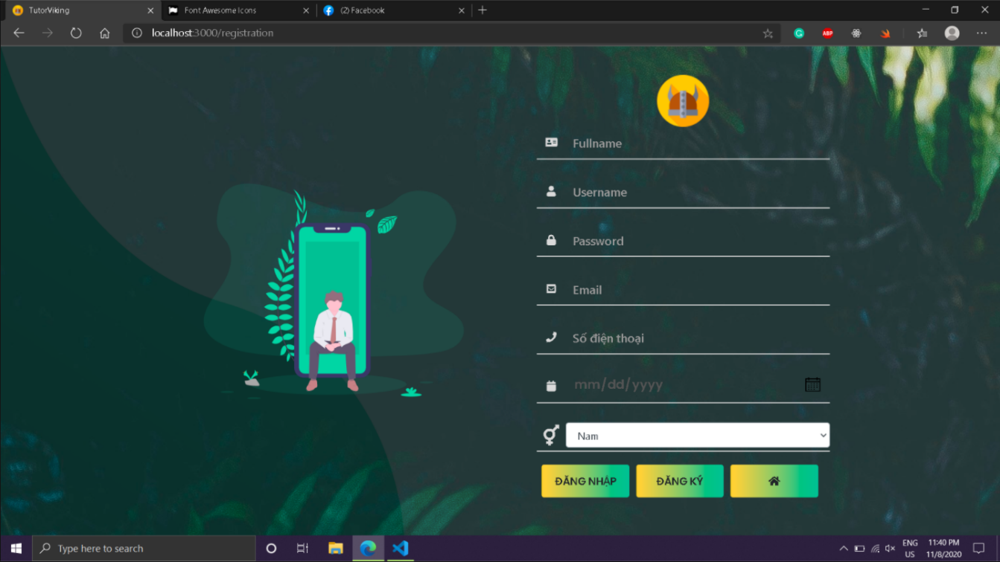 TutorViking
Font Awesome Icons
(2) Facebook
localhost:3000/registration
ABP
Fullname
Username
Password
Email
Số điện thoại
mm/dd/yyyy
Nam
ĐĂNG NHẬP
ĐĂNG KÝ
Type here to search
ENG
US
11:40 PM
11/8/2020